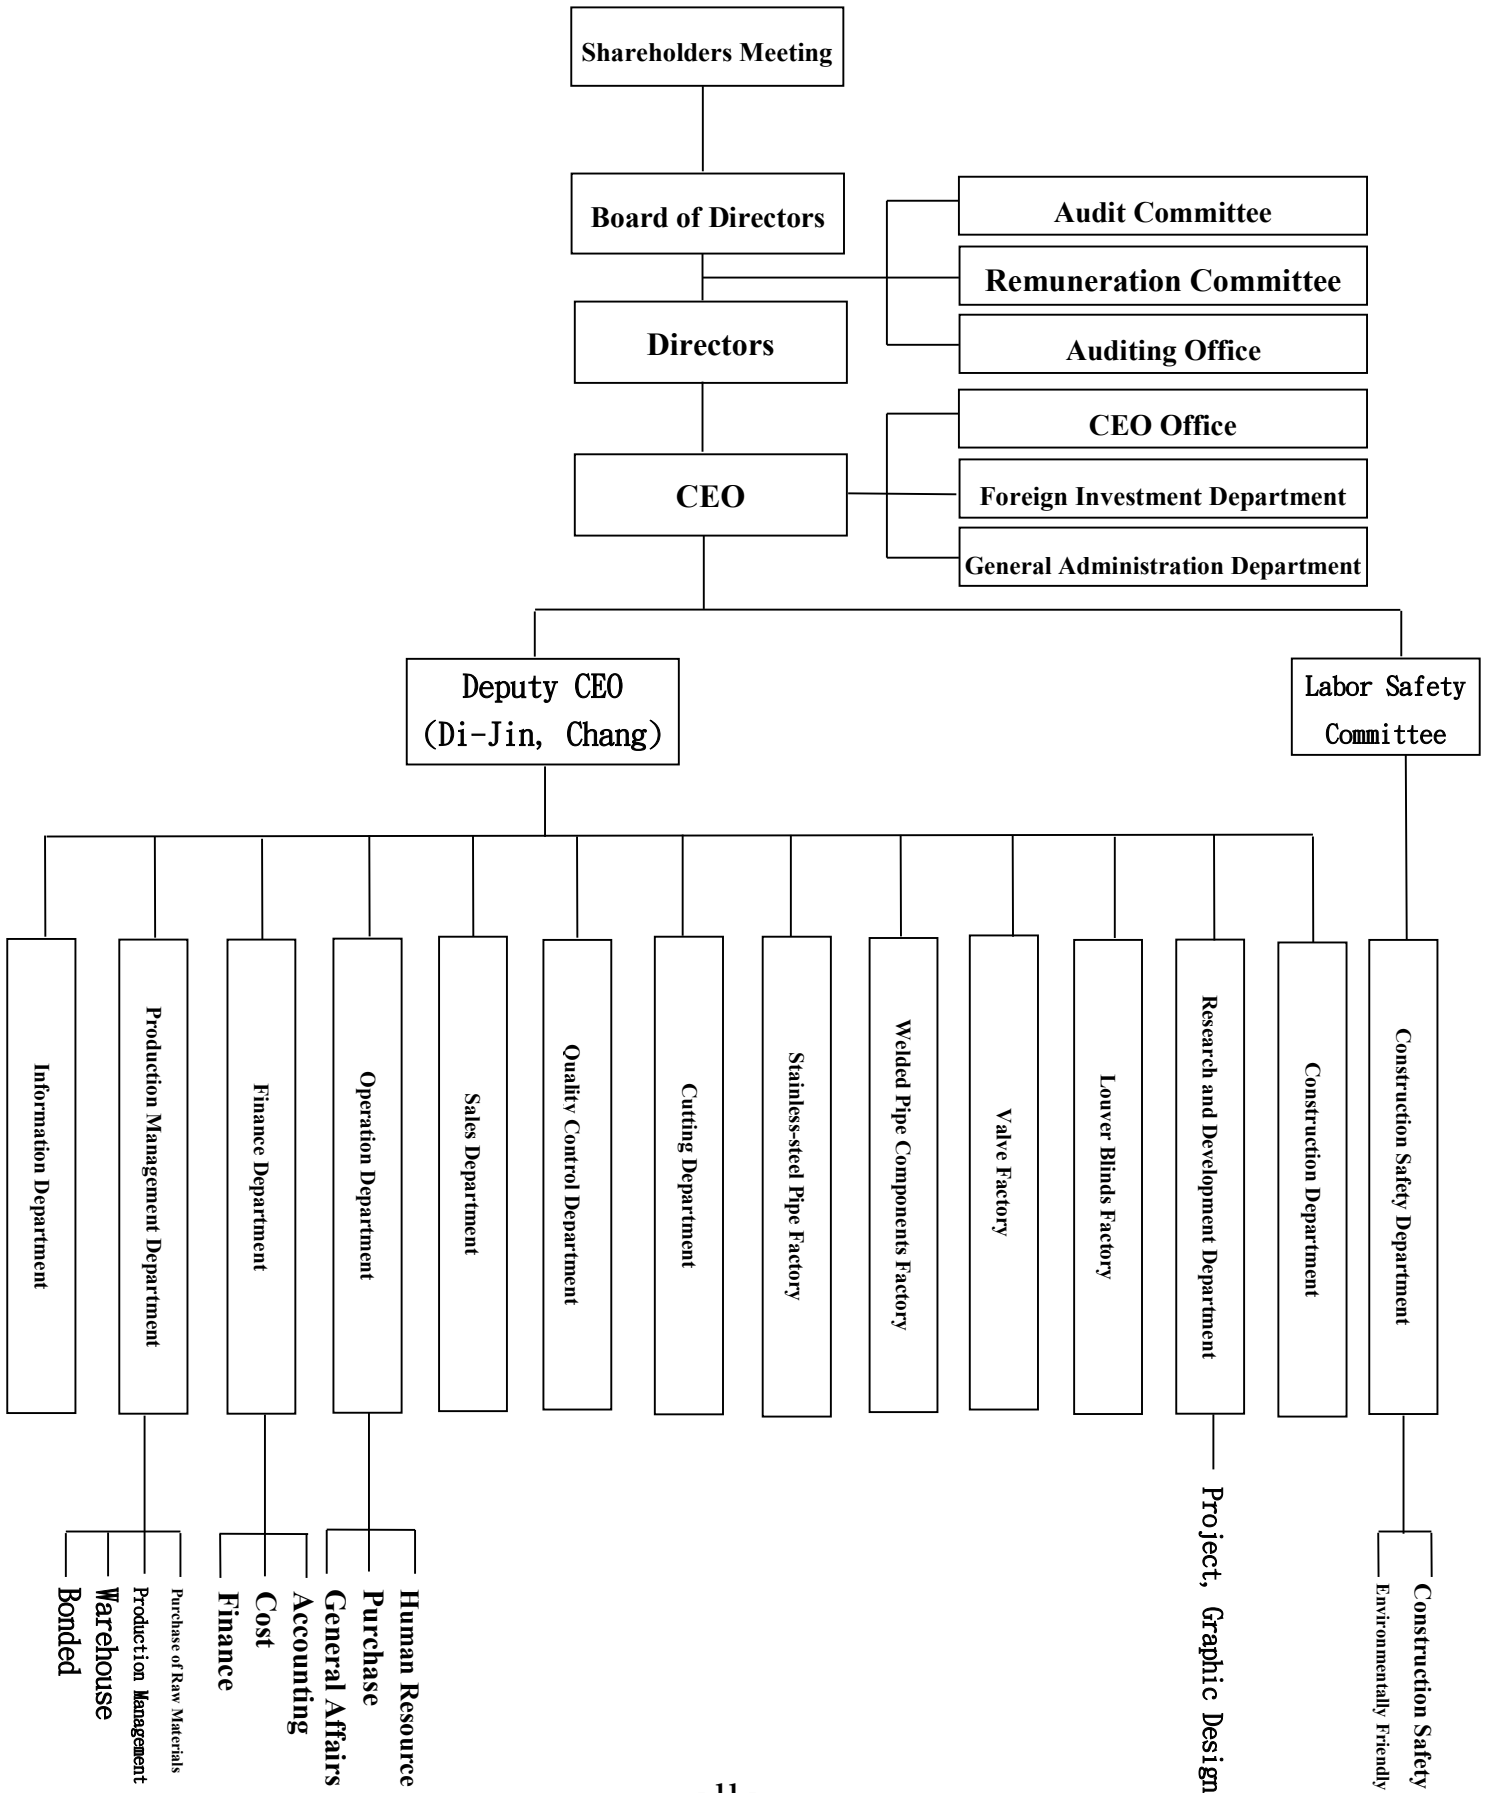 Shareholders Meeting
Board of Directors
Audit Committee
Remuneration Committee
Directors
Auditing Office
CEO Office
CEO
Foreign Investment Department
General Administration Department
Deputy CEO
(Di-Jin, Chang)
Labor Safety
Committee
Information Department
Production Management Department
Finance Department
Operation Department
Sales Department
Quality Control Department
Cutting Department
Stainless-steel Pipe Factory
Welded Pipe Components Factory
Valve Factory
Louver Blinds Factory
Research and Development Department
Construction Department
Construction Safety Department
Bonded
Warehouse
Production Management
Purchase of Raw Materials
Finance
Cost
Accounting
General Affairs
Purchase
Human Resource
Project, Graphic Design
Environmentally Friendly
Construction Safety